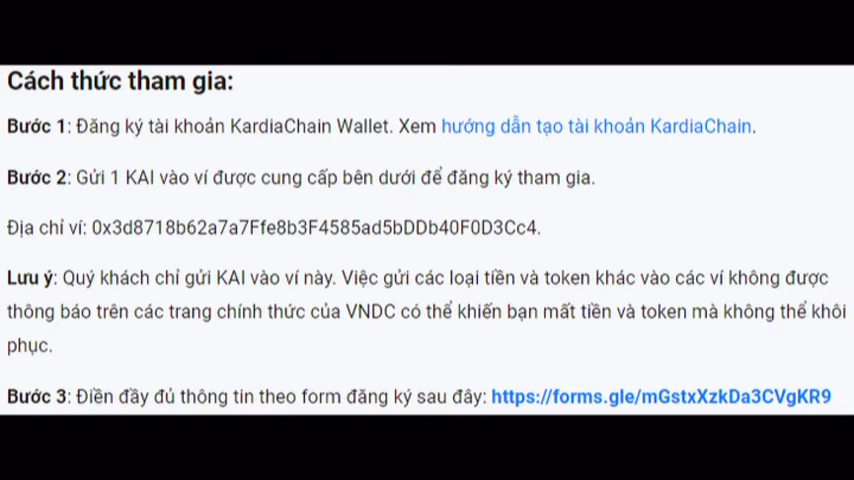 Cách thức tham gia:
Bước 1: Đăng ký tài khoản KardiaChain Wallet. Xem hướng dẫn tạo tài khoản KardiaChain.
Bước 2: Gửi 1 KAI vào ví được cung cấp bên dưới để đăng ký tham gia.
Địa chỉ ví: 0x3d8718b62a7a7Ffe8b3F4585ad5bDDb40F0D3Cc4.
Lưu ý: Quý khách chỉ gửi KAI vào ví này. Việc gửi các loại tiền và token khác vào các ví không được
thông báo trên các trang chính thức của VNDC có thể khiến bạn mất tiền và token mà không thể khôi
phục.
Bước 3: Điền đầy đủ thông tin theo form đăng ký sau đây: https://forms.gle/mGstxXzkDa3CVgKR9